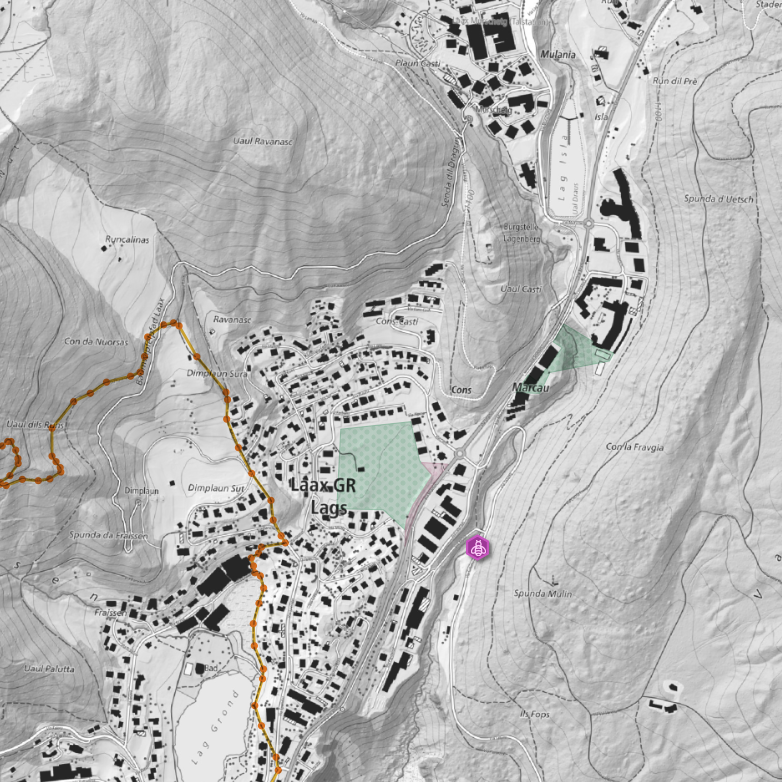 Mulania
Plaun Casti
Run dil Prè
Isla
Uaul Ravanasc
Lag Isla
Spunda d'Uetsch
Burgstelle
Lagenberg
Runcalinas
Uaul Casti
Ravanasc
Cons Casti
Con da Nuorsas
Dimplaun Sura
Cons
Marcau
Uaul dils Runs
Con la Fravgia
Dimplaun
Dimplaun Sut
Laax GR
Lags
Spunda da Fraissen
Spunda Mulin
Fraissen
Uaul Palutta
Bad
Lag Grond
Ils Fops